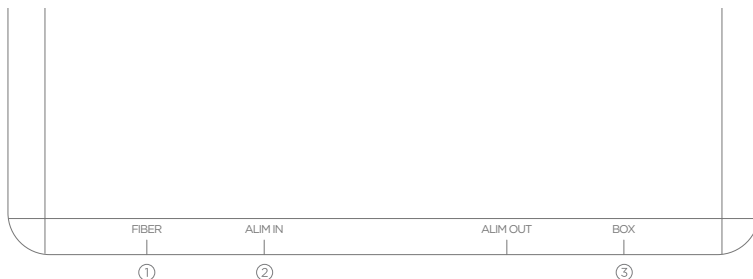 FIBER ALIM IN ALIM OUT BOX
① ② ③